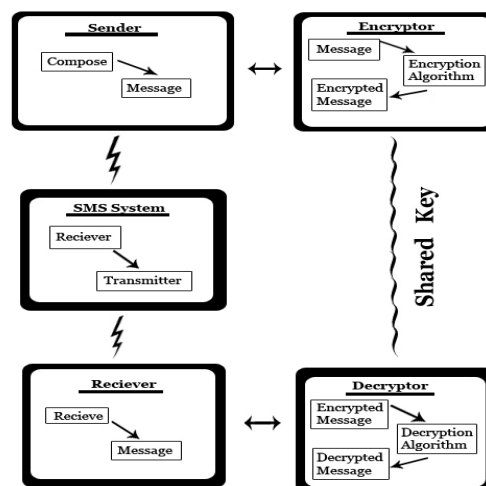 Sender
Compose
Message
Encryptor
Message
Encryption
Algorithm
Encrypted
Message
SMS System
Reciever
Transmitter
Shared Key
Reciever
Recieve
Message
Decryptor
Encrypted
Message
Decryption
Algorithm
Decrypted
Message